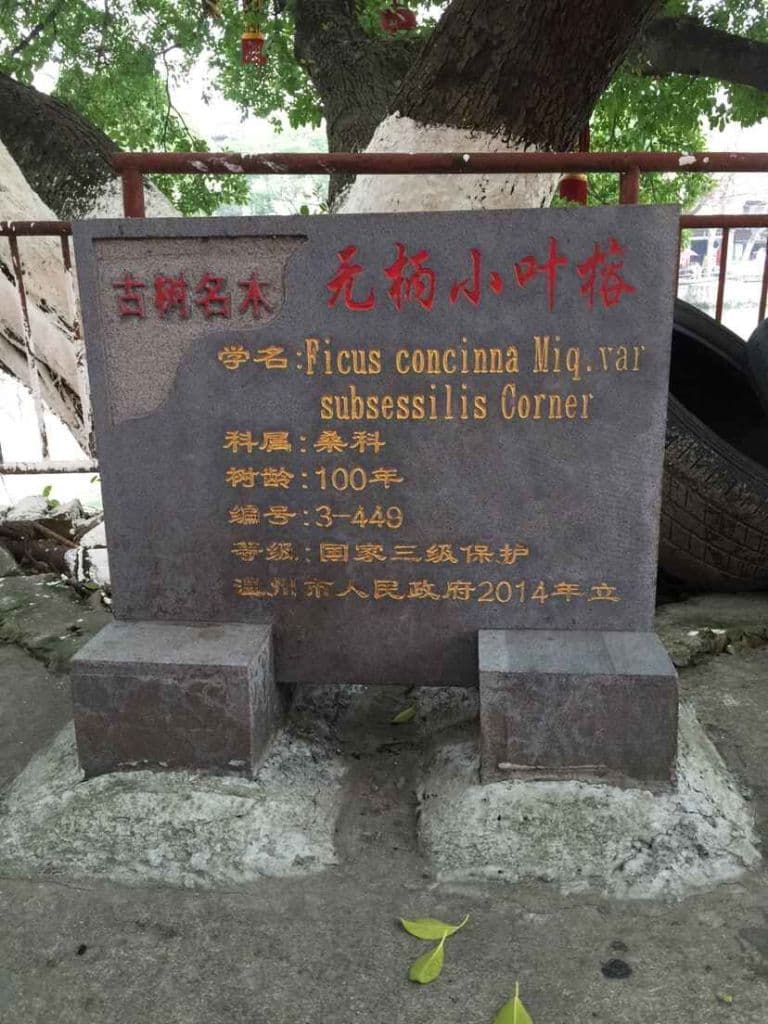 古树名木
无柄小叶榕
学名:Ficus concinna Miq.var
subsessilis Corner
科属:桑科
树龄:100年
编号:3-449
等级:国家三级保护
温州市人民政府2014年立